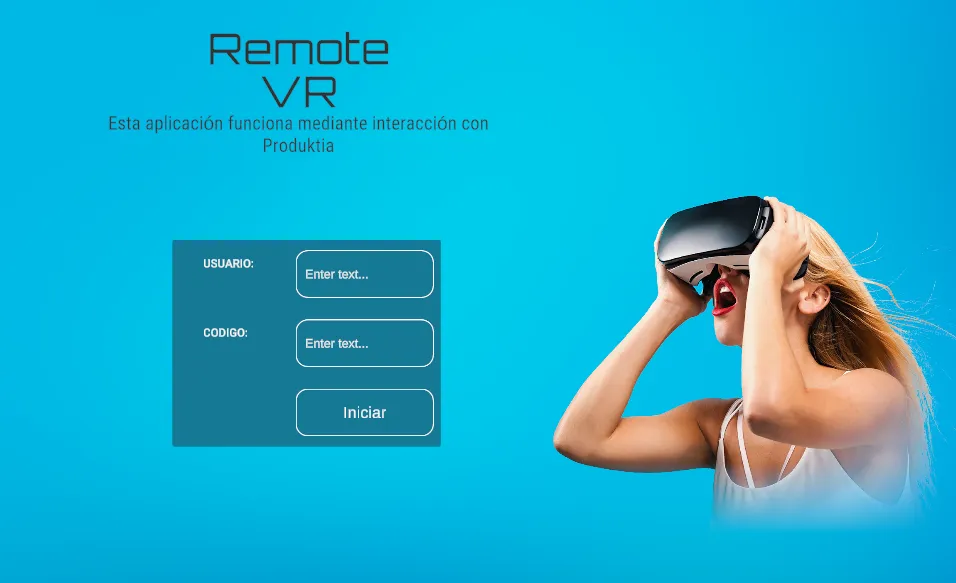 Remote
VR
Esta aplicación funciona mediante interacción con
Produktia
USUARIO:
Enter text...
CODIGO:
Enter text...
Iniciar